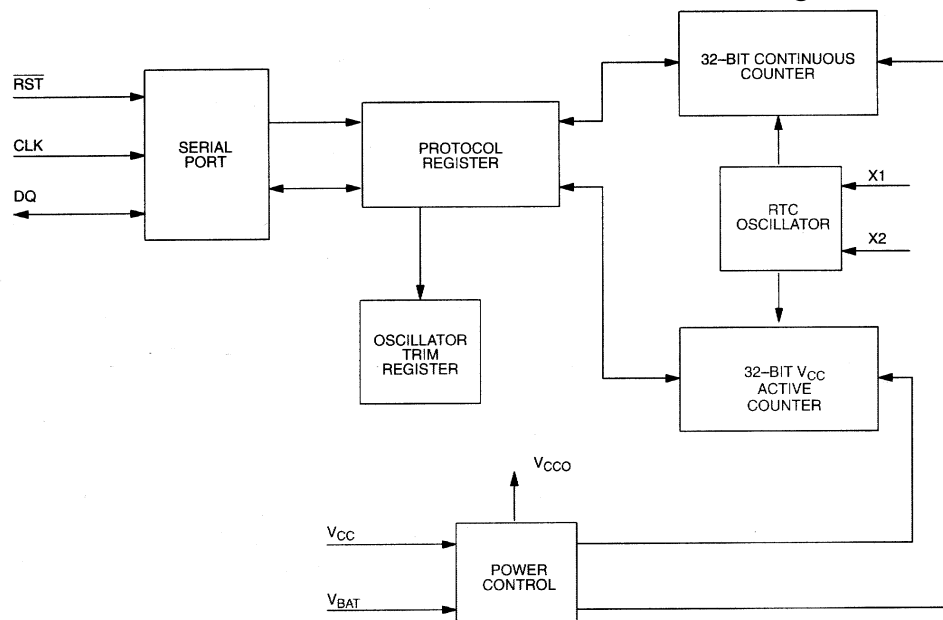 R̅S̅T̅
CLK
DQ
SERIAL
PORT
PROTOCOL
REGISTER
OSCILLATOR
TRIM
REGISTER
32–BIT CONTINUOUS
COUNTER
RTC
OSCILLATOR
X1
X2
32–BIT VCC
ACTIVE
COUNTER
VCCO
VCC
VBAT
POWER
CONTROL